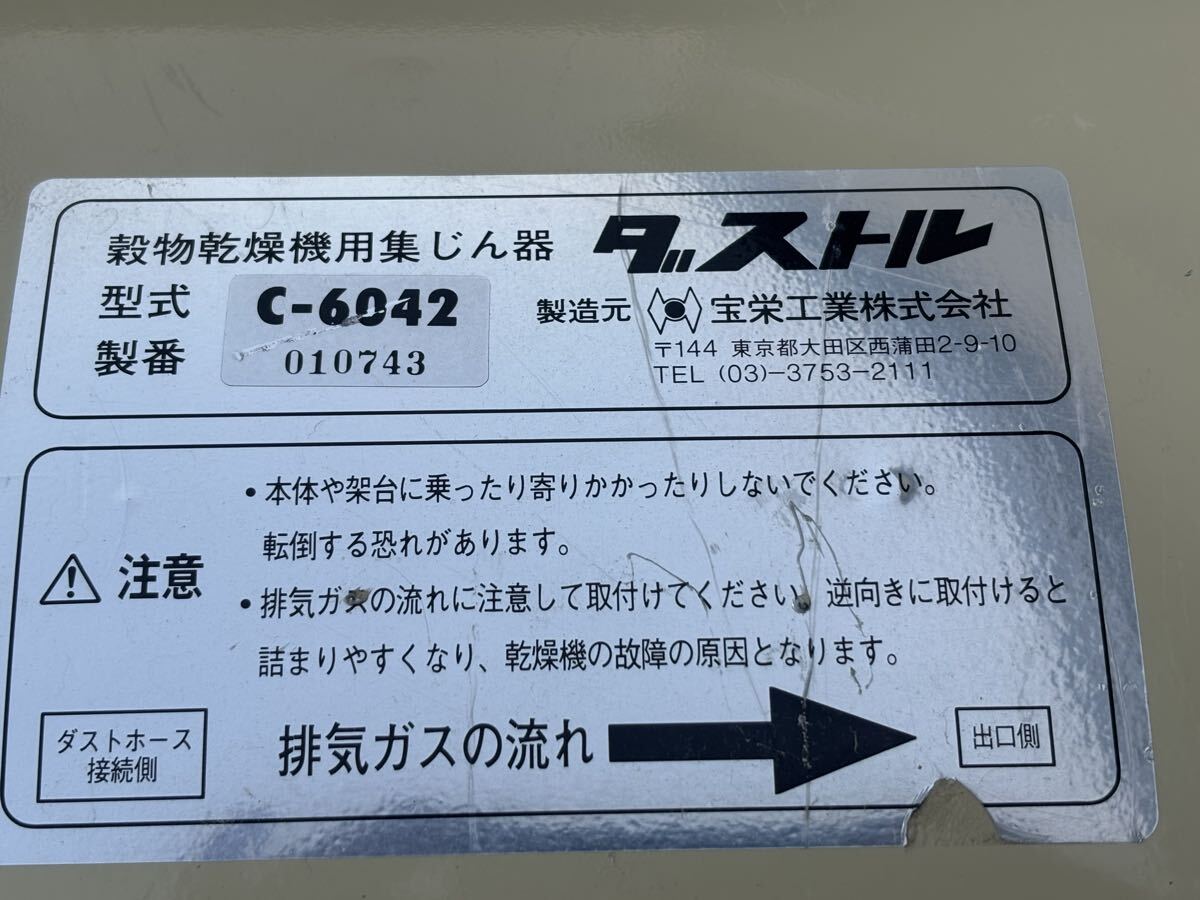 穀物乾燥機用集じん器 ダストル
型式 C-6042
製番 010743
製造元 宝栄工業株式会社
〒144 東京都大田区西蒲田2-9-10
TEL (03)-3753-2111
⚠ 注意
・本体や架台に乗ったり寄りかかったりしないでください。
転倒する恐れがあります。
・排気ガスの流れに注意して取付けてください。逆向きに取付けると
詰まりやすくなり、乾燥機の故障の原因となります。
ダストホース
接続側
排気ガスの流れ
出口側